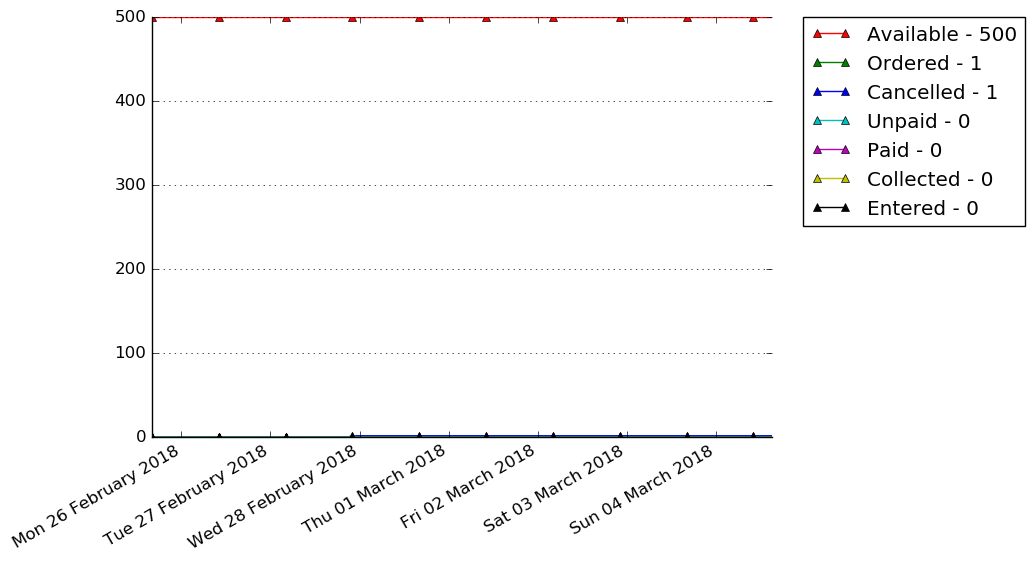 500
400
300
200
100
0
Mon 26 February 2018
Tue 27 February 2018
Wed 28 February 2018
Thu 01 March 2018
Fri 02 March 2018
Sat 03 March 2018
Sun 04 March 2018
Available - 500
Ordered - 1
Cancelled - 1
Unpaid - 0
Paid - 0
Collected - 0
Entered - 0